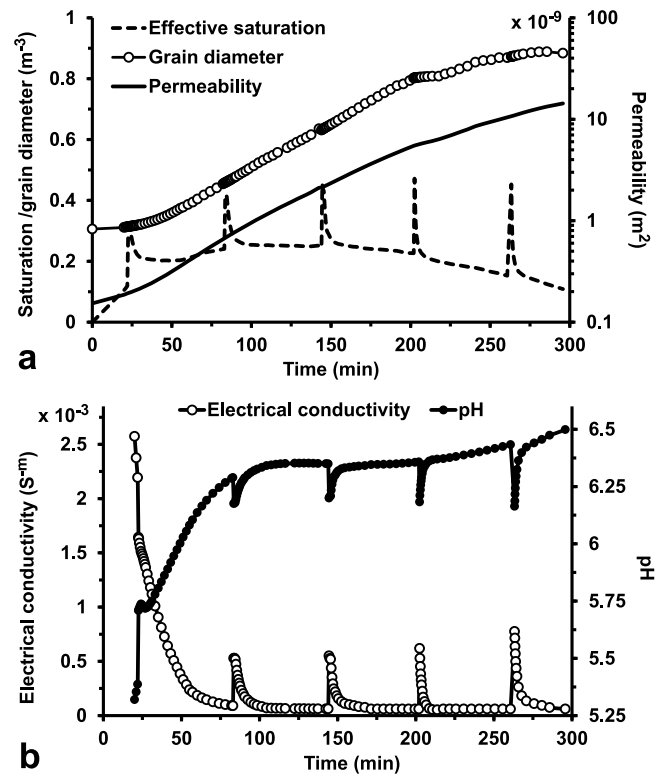 x 10-9
Effective saturation
Grain diameter
Permeability
Saturation /grain diameter (m-3)
1
0.8
0.6
0.4
0.2
0
100
10
1
0.1
Permeability (m2)
0 50 100 150 200 250 300
Time (min)
a
x 10-3
Electrical conductivity pH
Electrical conductivity (S-m)
2.5
2
1.5
1
0.5
0
6.5
6.25
6
5.75
5.5
5.25
pH
0 50 100 150 200 250 300
Time (min)
b